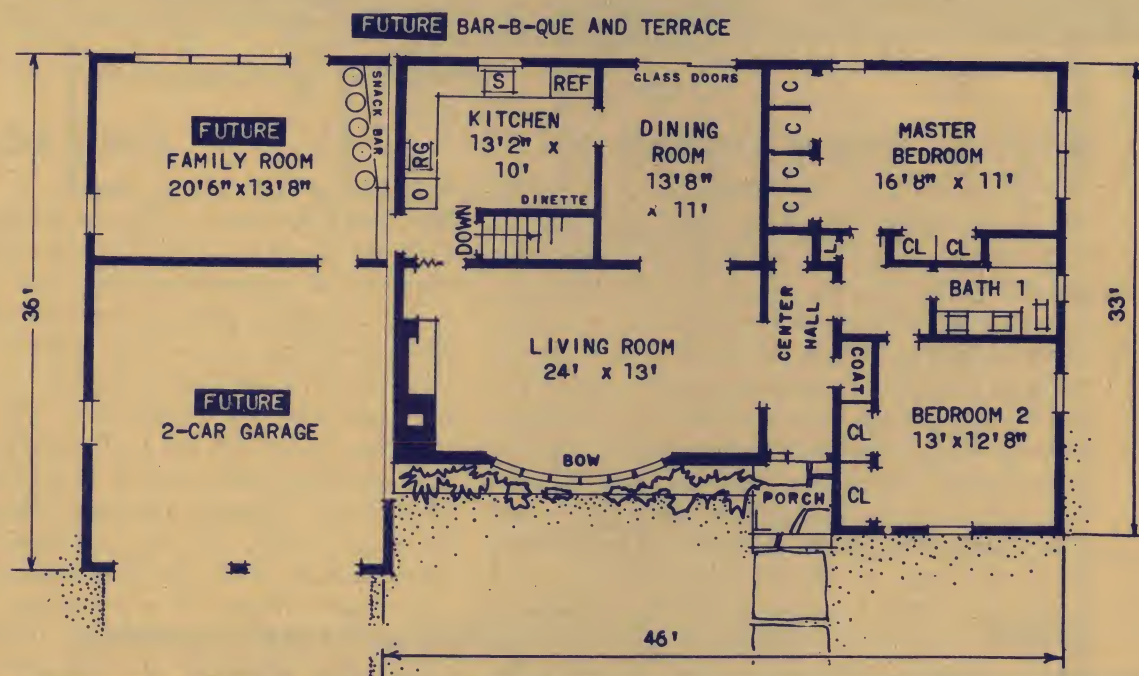 FUTURE BAR-B-QUE AND TERRACE
FUTURE
FAMILY ROOM
20'6" x 13'8"
SNACK BAR
S
REF
KITCHEN
13'2" x
10'
RG
O
DINETTE
DOWN
GLASS DOORS
DINING
ROOM
13'8"
x 11'
C
C
C
C
MASTER
BEDROOM
16'8" x 11'
L
CL
CL
BATH 1
36'
33'
FUTURE
2-CAR GARAGE
LIVING ROOM
24' x 13'
CENTER
HALL
COAT
CL
CL
BEDROOM 2
13' x 12'8"
BOW
PORCH
46'